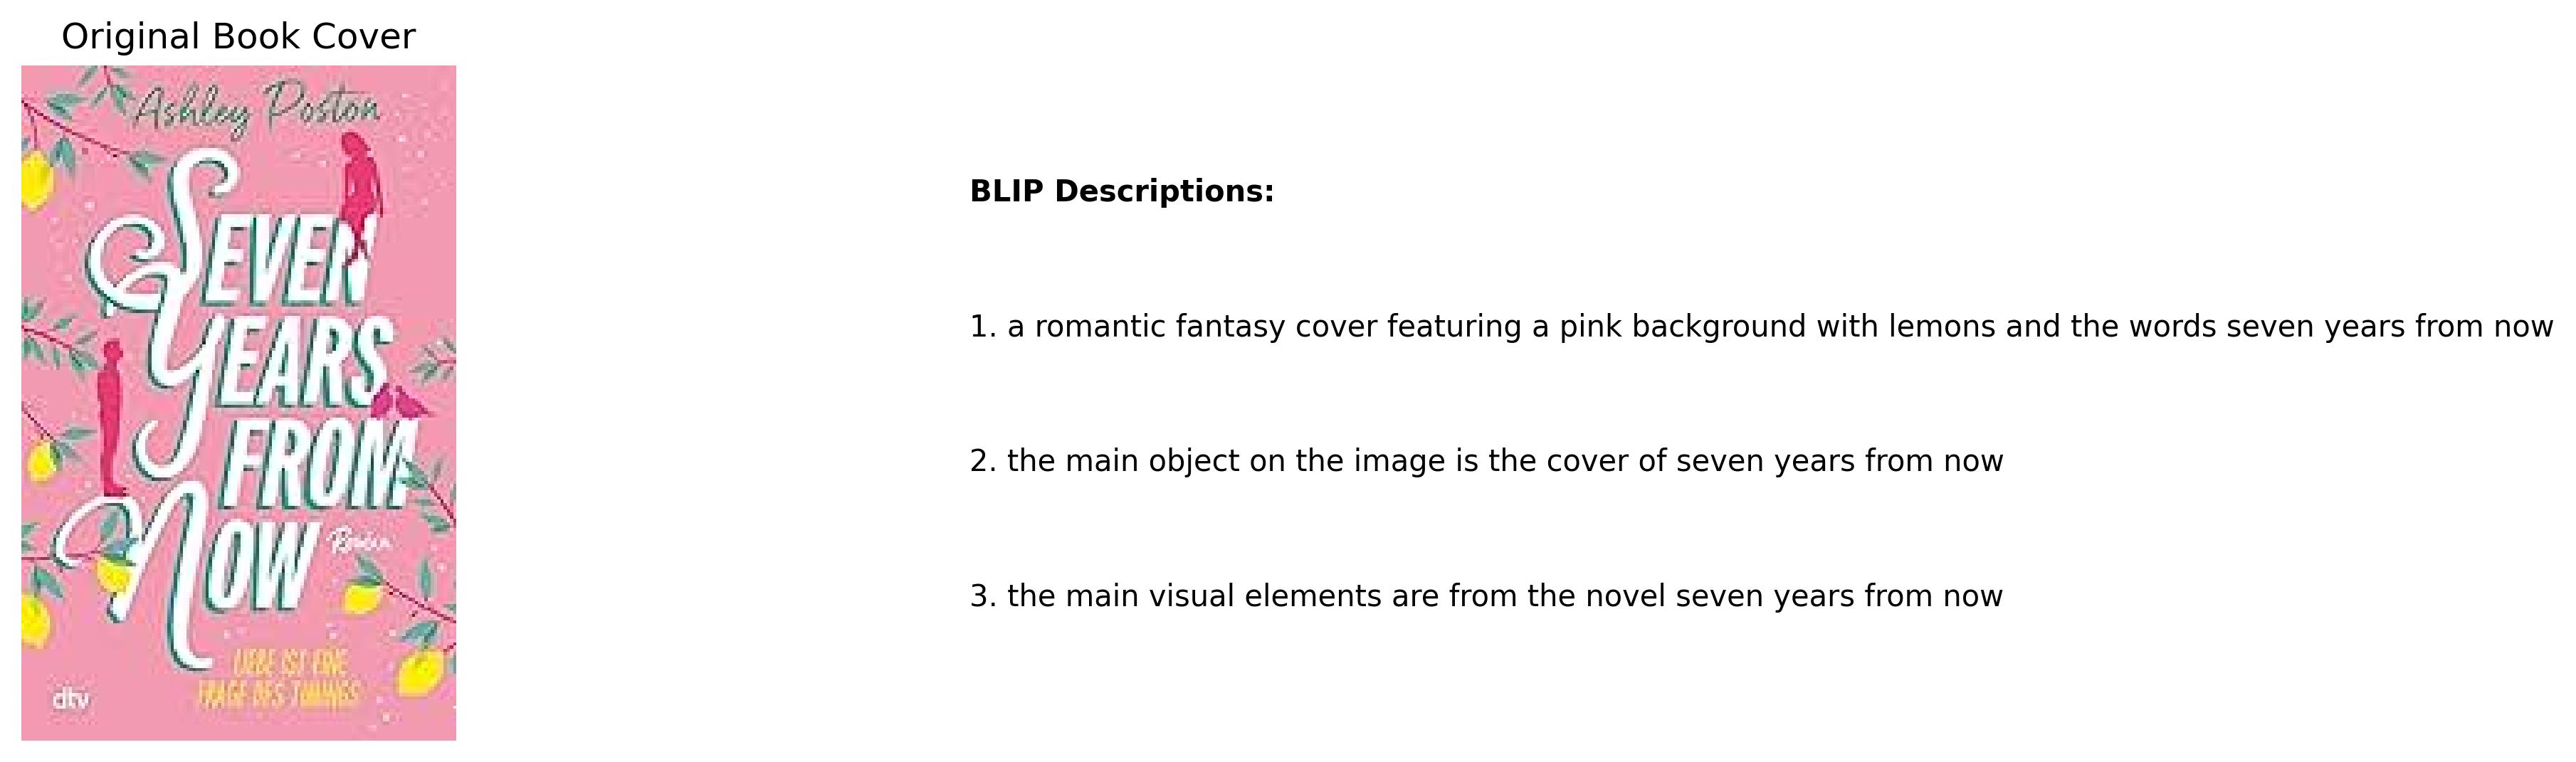 Original Book Cover
Ashley Poston
SEVEN
YEARS
FROM
NOW
Roman
LIEBE IST EINE
FRAGE DES TIMINGS
dtv
BLIP Descriptions:
1. a romantic fantasy cover featuring a pink background with lemons and the words seven years from now
2. the main object on the image is the cover of seven years from now
3. the main visual elements are from the novel seven years from now